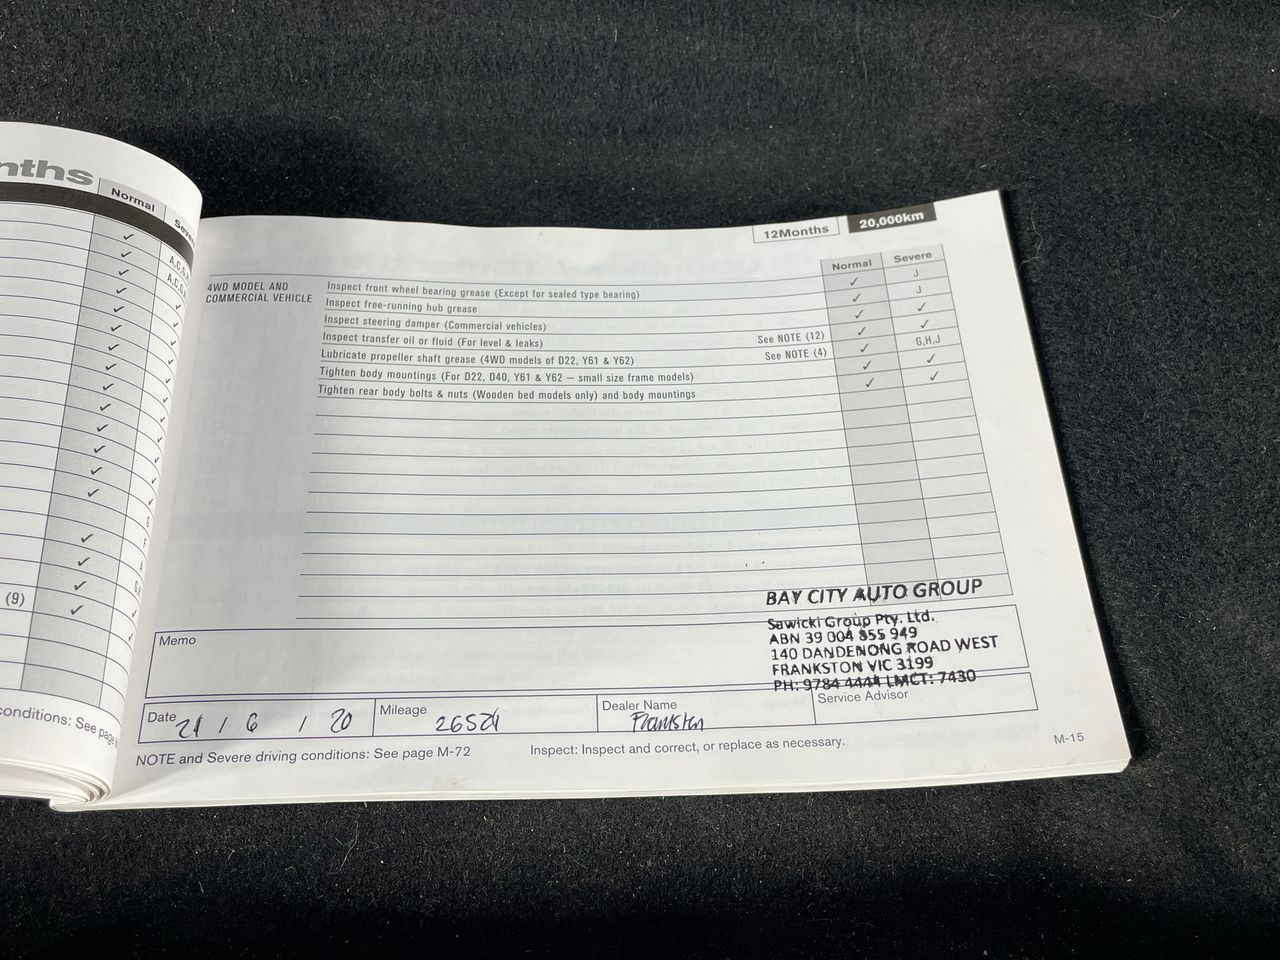 nths
Normal
A,C,G
A,C,G
(9)
conditions: See page M
12Months 20,000km
Normal Severe
4WD MODEL AND
COMMERCIAL VEHICLE
Inspect front wheel bearing grease (Except for sealed type bearing) ✓ J
Inspect free-running hub grease ✓ J
Inspect steering damper (Commercial vehicles) ✓ ✓
Inspect transfer oil or fluid (For level & leaks) See NOTE (12) ✓ ✓
Lubricate propeller shaft grease (4WD models of D22, Y61 & Y62) See NOTE (4) ✓ G,H,J
Tighten body mountings (For D22, D40, Y61 & Y62 – small size frame models) ✓ ✓
Tighten rear body bolts & nuts (Wooden bed models only) and body mountings ✓ ✓
BAY CITY AUTO GROUP
Sawicki Group Pty. Ltd.
ABN 39 004 855 949
140 DANDENONG ROAD WEST
FRANKSTON VIC 3199
PH: 9784 4444 LMCT: 7430
Memo
Date 21 / 6 / 20 Mileage 26521 Dealer Name Frankston Service Advisor
NOTE and Severe driving conditions: See page M-72 Inspect: Inspect and correct, or replace as necessary.
M-15